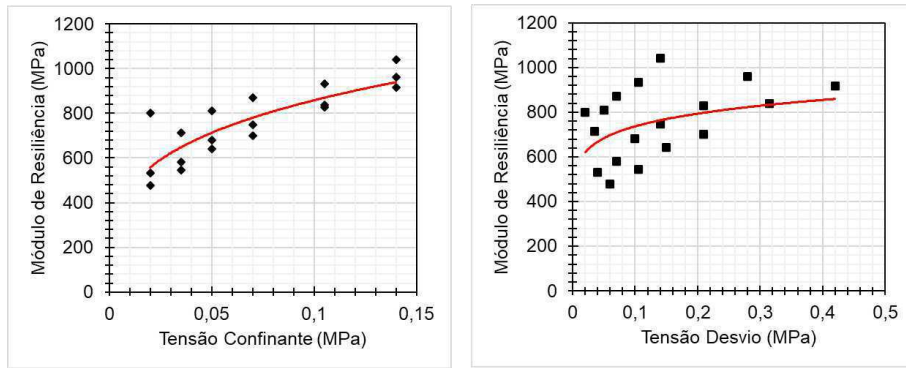 Módulo de Resiliência (MPa)
1200
1000
800
600
400
200
0
0 0,05 0,1 0,15
Tensão Confinante (MPa)
Módulo de Resiliência (MPa)
1200
1000
800
600
400
200
0
0 0,1 0,2 0,3 0,4 0,5
Tensão Desvio (MPa)